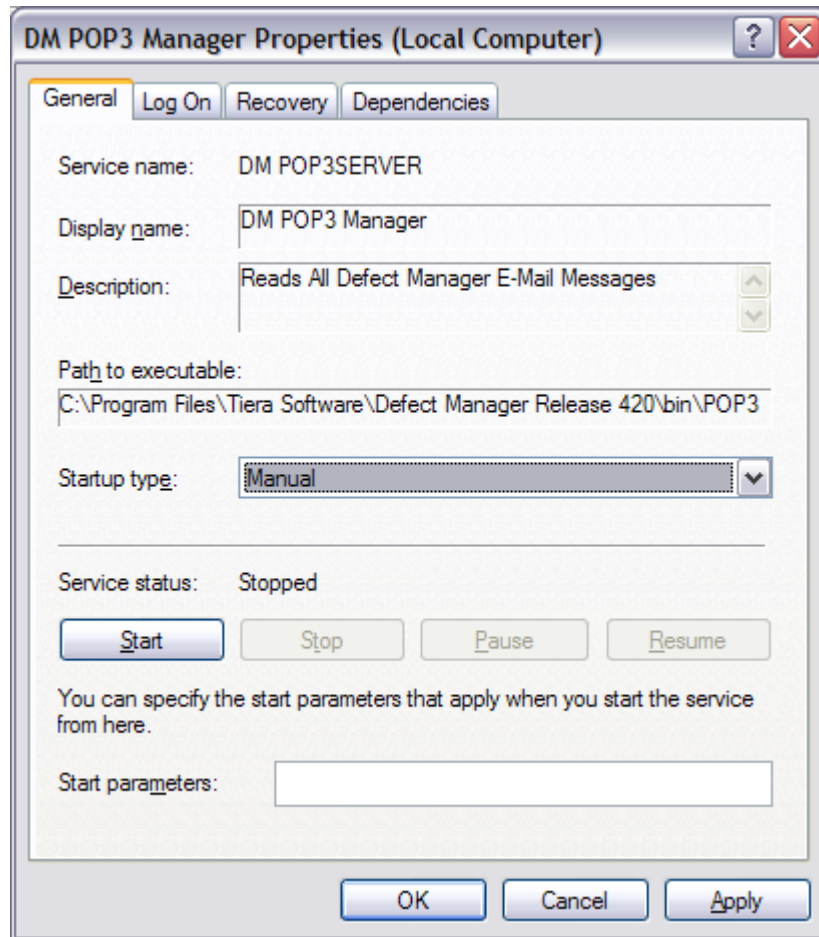 DM POP3 Manager Properties (Local Computer)
General Log On Recovery Dependencies
Service name: DM POP3SERVER
Display name: DM POP3 Manager
Description: Reads All Defect Manager E-Mail Messages
Path to executable:
C:\Program Files\Tiera Software\Defect Manager Release 420\bin\POP3
Startup type: Manual
Service status: Stopped
Start Stop Pause Resume
You can specify the start parameters that apply when you start the service
from here.
Start parameters:
OK Cancel Apply